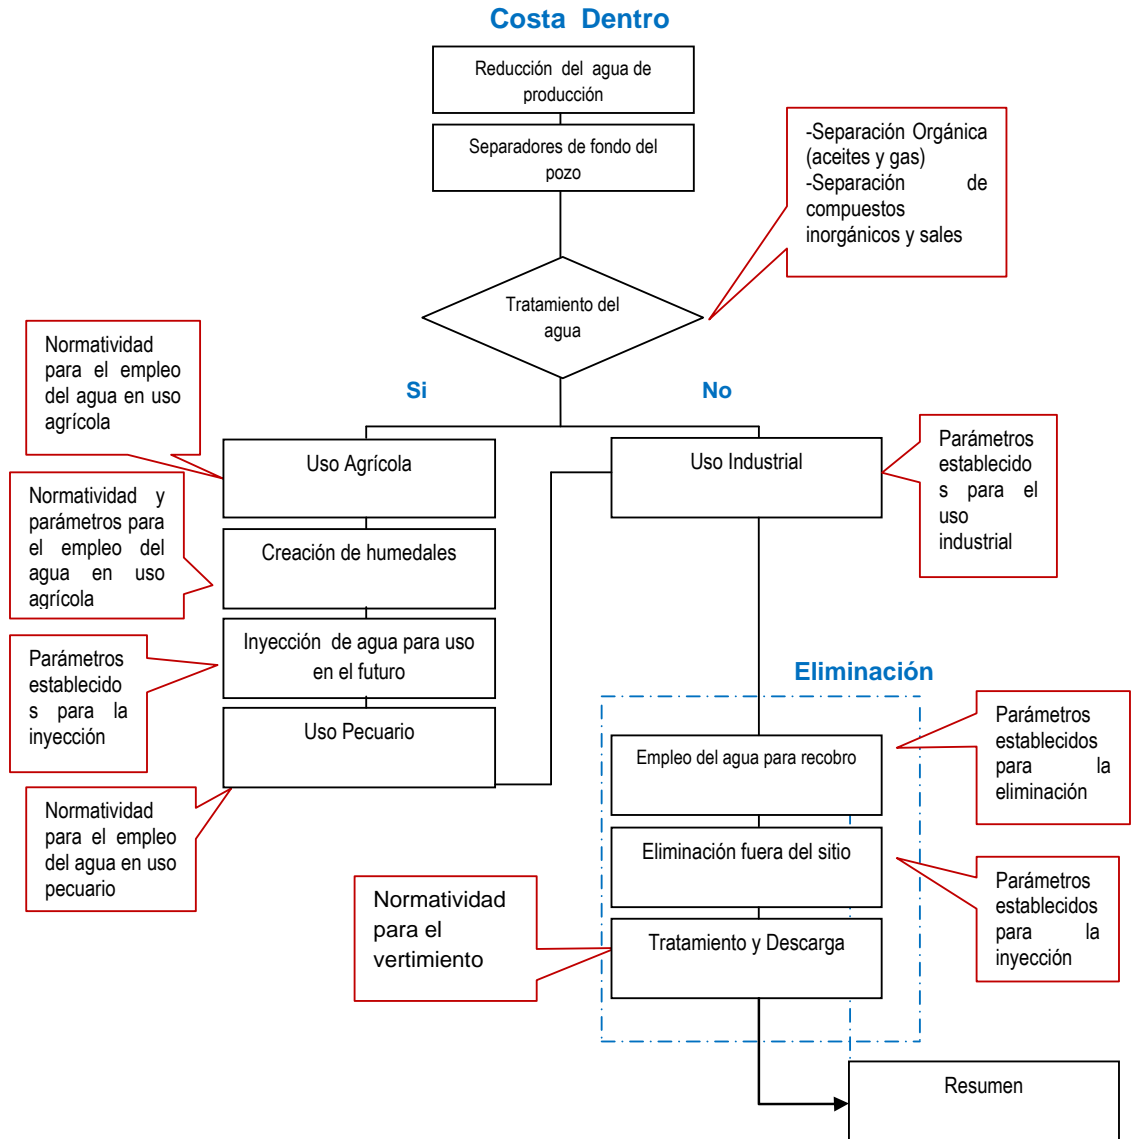 Costa Dentro
Reducción del agua de
producción
Separadores de fondo del
pozo
-Separación Orgánica
(aceites y gas)
-Separación de
compuestos
inorgánicos y sales
Tratamiento del
agua
Si
No
Normatividad
para el empleo
del agua en uso
agrícola
Uso Agrícola
Uso Industrial
Parámetros
establecido
s para el
uso
industrial
Normatividad y
parámetros para
el empleo del
agua en uso
agrícola
Creación de humedales
Inyección de agua para uso
en el futuro
Parámetros
establecido
s para la
inyección
Uso Pecuario
Normatividad
para el empleo
del agua en uso
pecuario
Eliminación
Empleo del agua para recobro
Parámetros
establecidos
para la
eliminación
Eliminación fuera del sitio
Parámetros
establecidos
para la
inyección
Normatividad
para el
vertimiento
Tratamiento y Descarga
Resumen